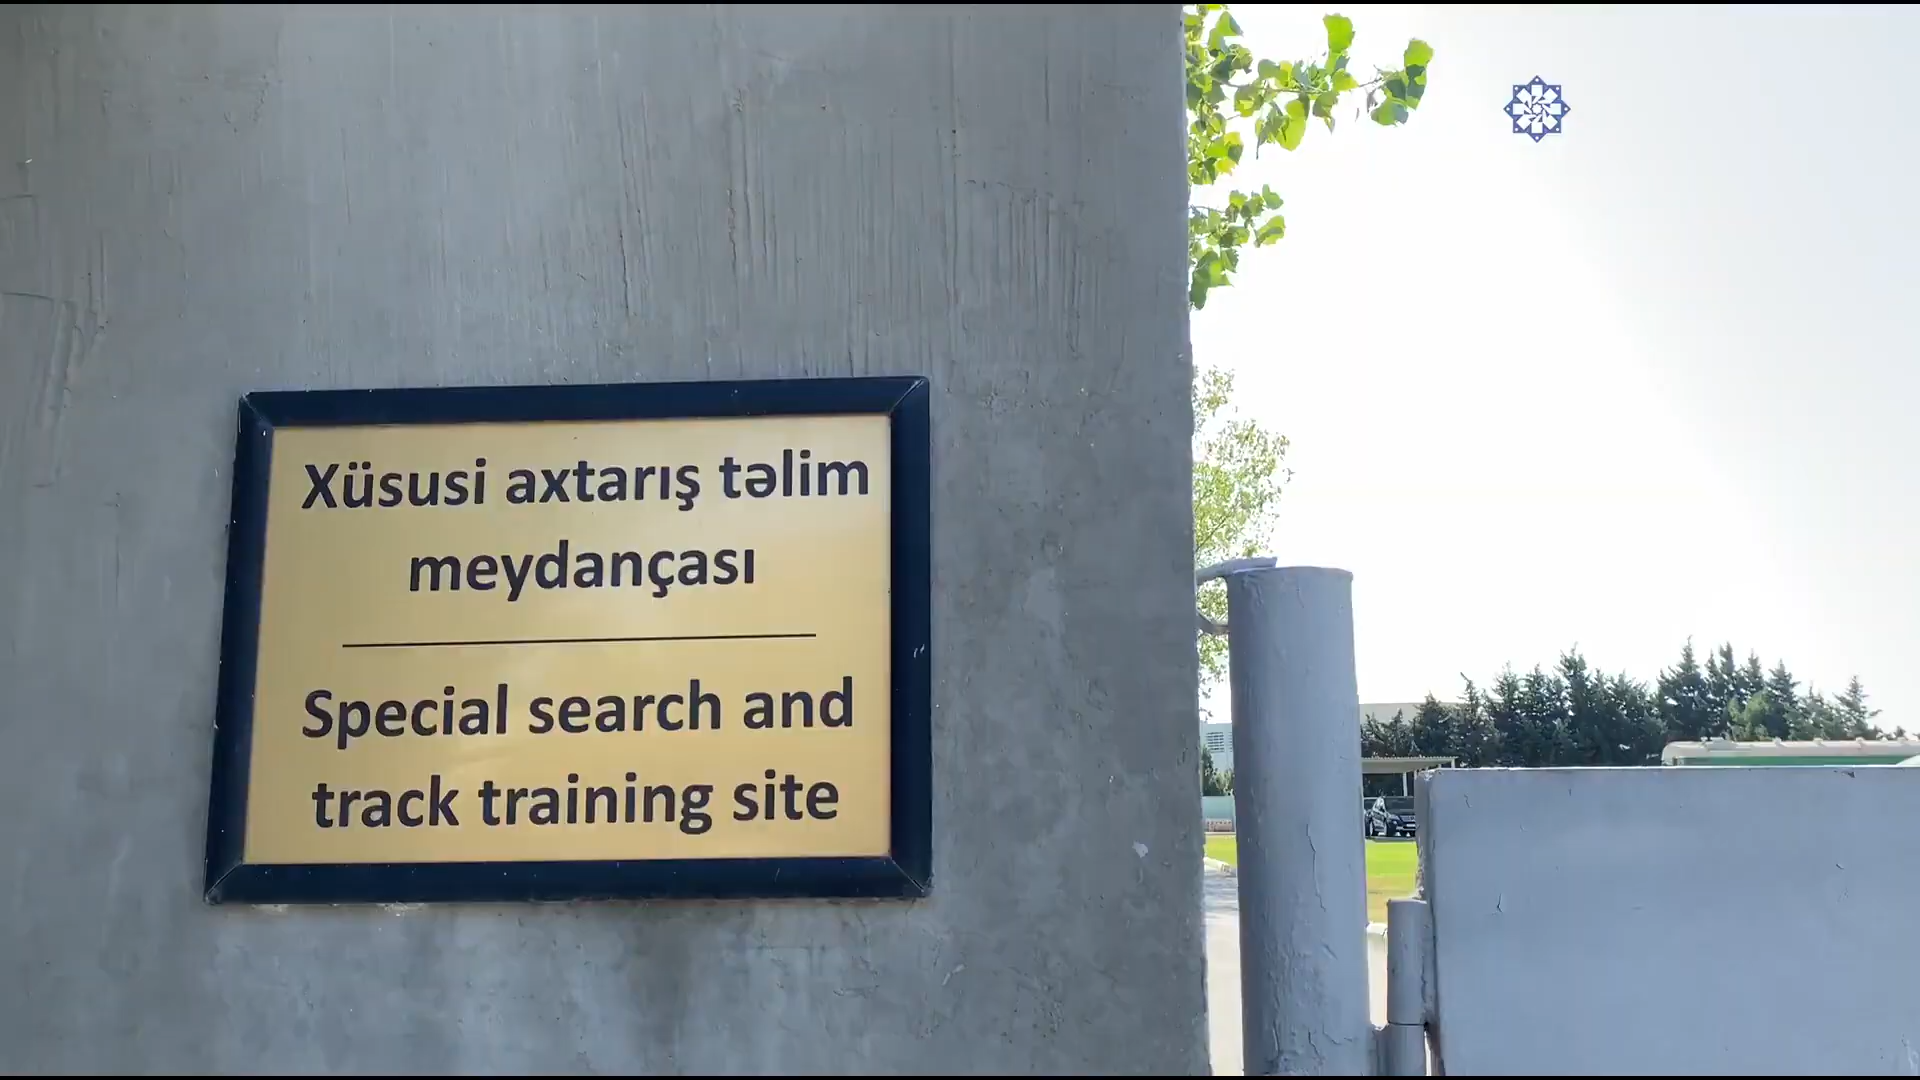 Xüsusi axtarış təlim
meydançası
Special search and
track training site